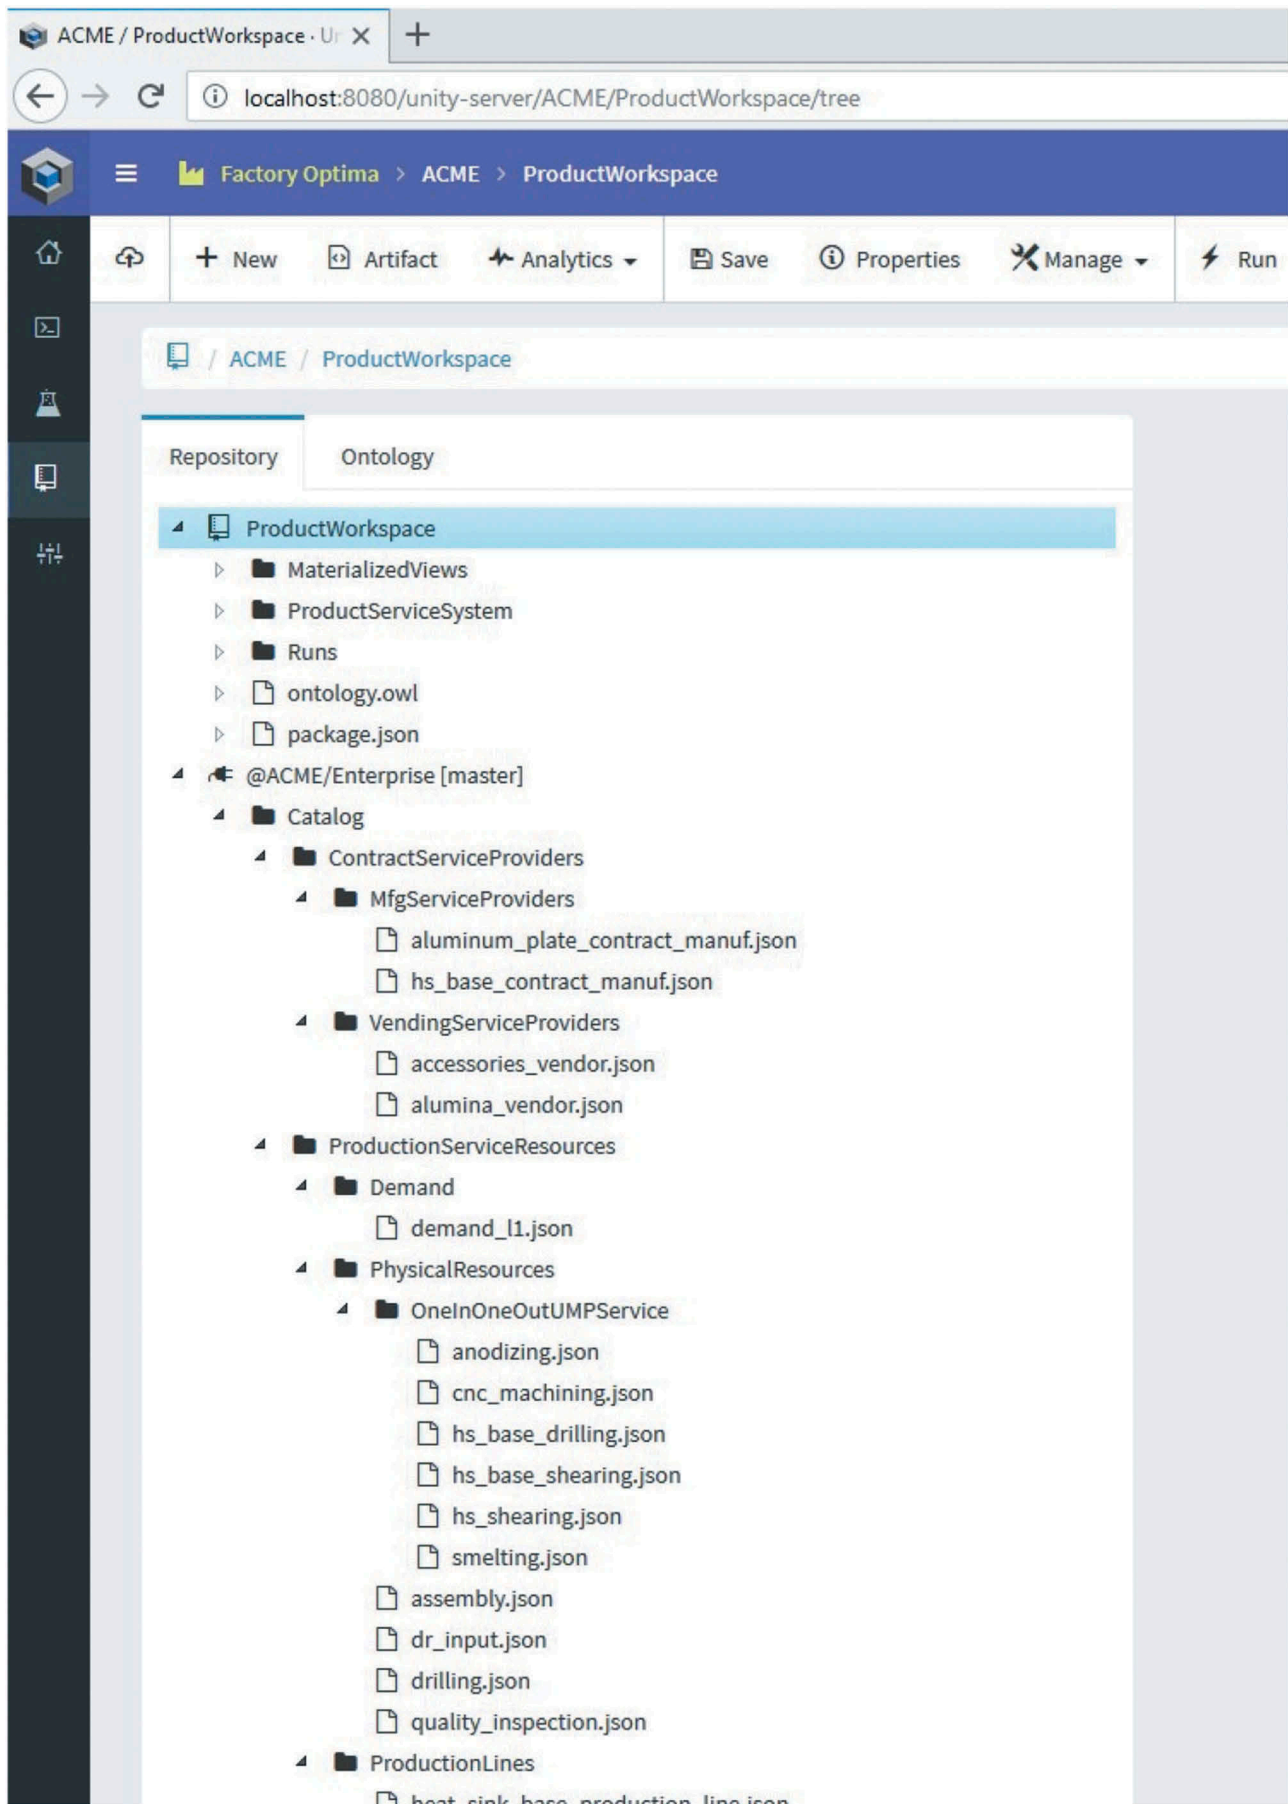 ACME / ProductWorkspace · Un
localhost:8080/unity-server/ACME/ProductWorkspace/tree
Factory Optima > ACME > ProductWorkspace
New Artifact Analytics Save Properties Manage Run
/ ACME / ProductWorkspace
Repository Ontology
ProductWorkspace
MaterializedViews
ProductServiceSystem
Runs
ontology.owl
package.json
@ACME/Enterprise [master]
Catalog
ContractServiceProviders
MfgServiceProviders
aluminum_plate_contract_manuf.json
hs_base_contract_manuf.json
VendingServiceProviders
accessories_vendor.json
alumina_vendor.json
ProductionServiceResources
Demand
demand_l1.json
PhysicalResources
OneInOneOutUMPService
anodizing.json
cnc_machining.json
hs_base_drilling.json
hs_base_shearing.json
hs_shearing.json
smelting.json
assembly.json
dr_input.json
drilling.json
quality_inspection.json
ProductionLines
heat_sink_base_production_line.json